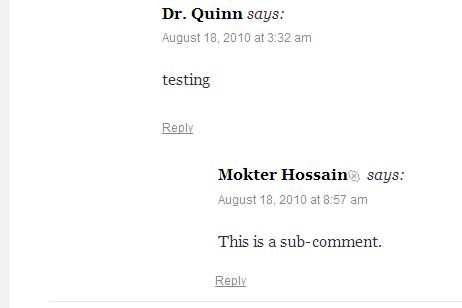 Dr. Quinn says:
August 18, 2010 at 3:32 am
testing
Reply
Mokter Hossain says:
August 18, 2010 at 8:57 am
This is a sub-comment.
Reply